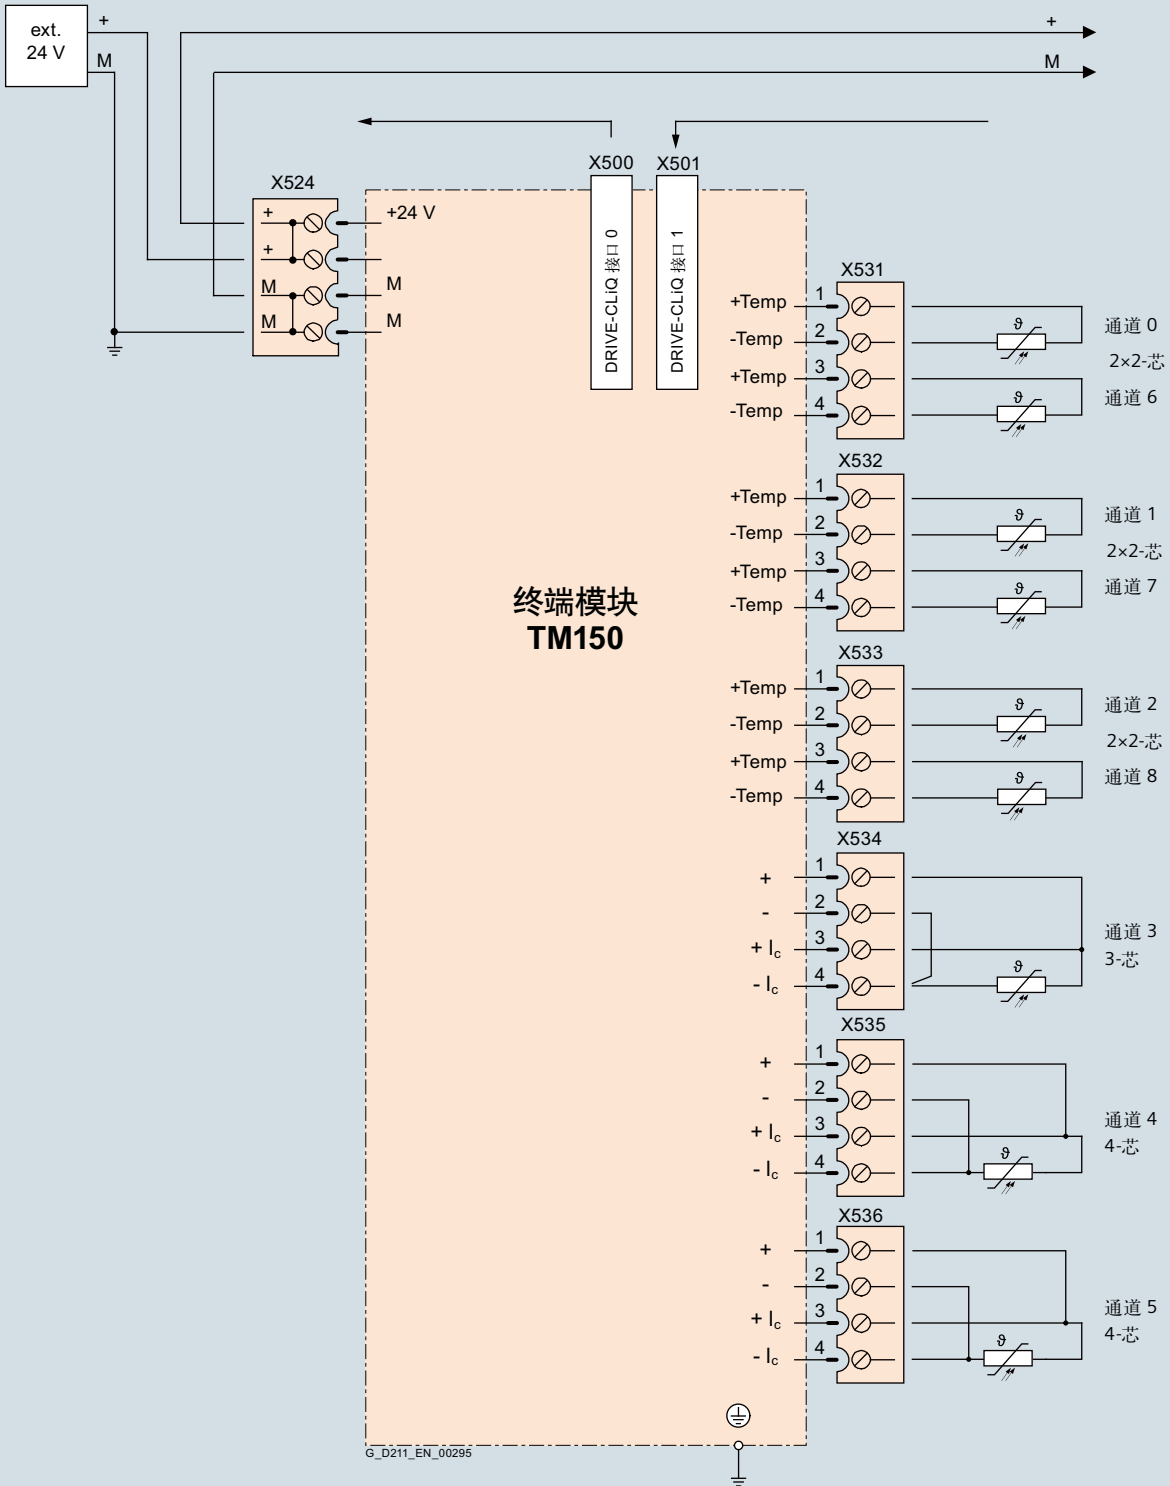 ext.
24 V
+
M
+
M
X524
+
+
M
M
+24 V
M
M
X500
X501
DRIVE-CLiQ 接口 0
DRIVE-CLiQ 接口 1
终端模块
TM150
X531
+Temp 1
-Temp 2
+Temp 3
-Temp 4
ϑ
ϑ
通道 0
2×2-芯
通道 6
X532
+Temp 1
-Temp 2
+Temp 3
-Temp 4
ϑ
ϑ
通道 1
2×2-芯
通道 7
X533
+Temp 1
-Temp 2
+Temp 3
-Temp 4
ϑ
ϑ
通道 2
2×2-芯
通道 8
X534
+ 1
- 2
+ Ic 3
- Ic 4
ϑ
通道 3
3-芯
X535
+ 1
- 2
+ Ic 3
- Ic 4
ϑ
通道 4
4-芯
X536
+ 1
- 2
+ Ic 3
- Ic 4
ϑ
通道 5
4-芯
G_D211_EN_00295